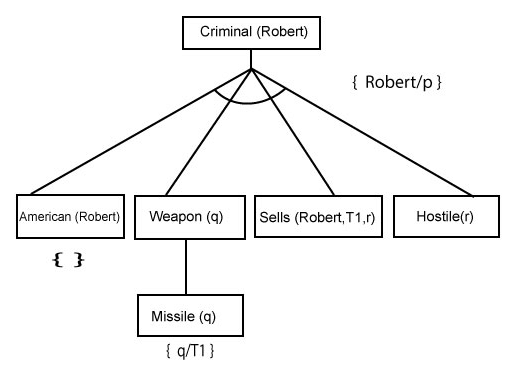 Criminal (Robert)
{ Robert/p }
American (Robert)
Weapon (q)
Sells (Robert,T1,r)
Hostile(r)
{ }
Missile (q)
{ q/T1 }